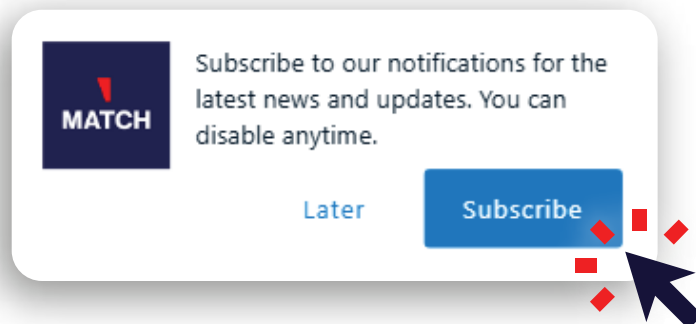 MATCH
Subscribe to our notifications for the
latest news and updates. You can
disable anytime.
Later
Subscribe